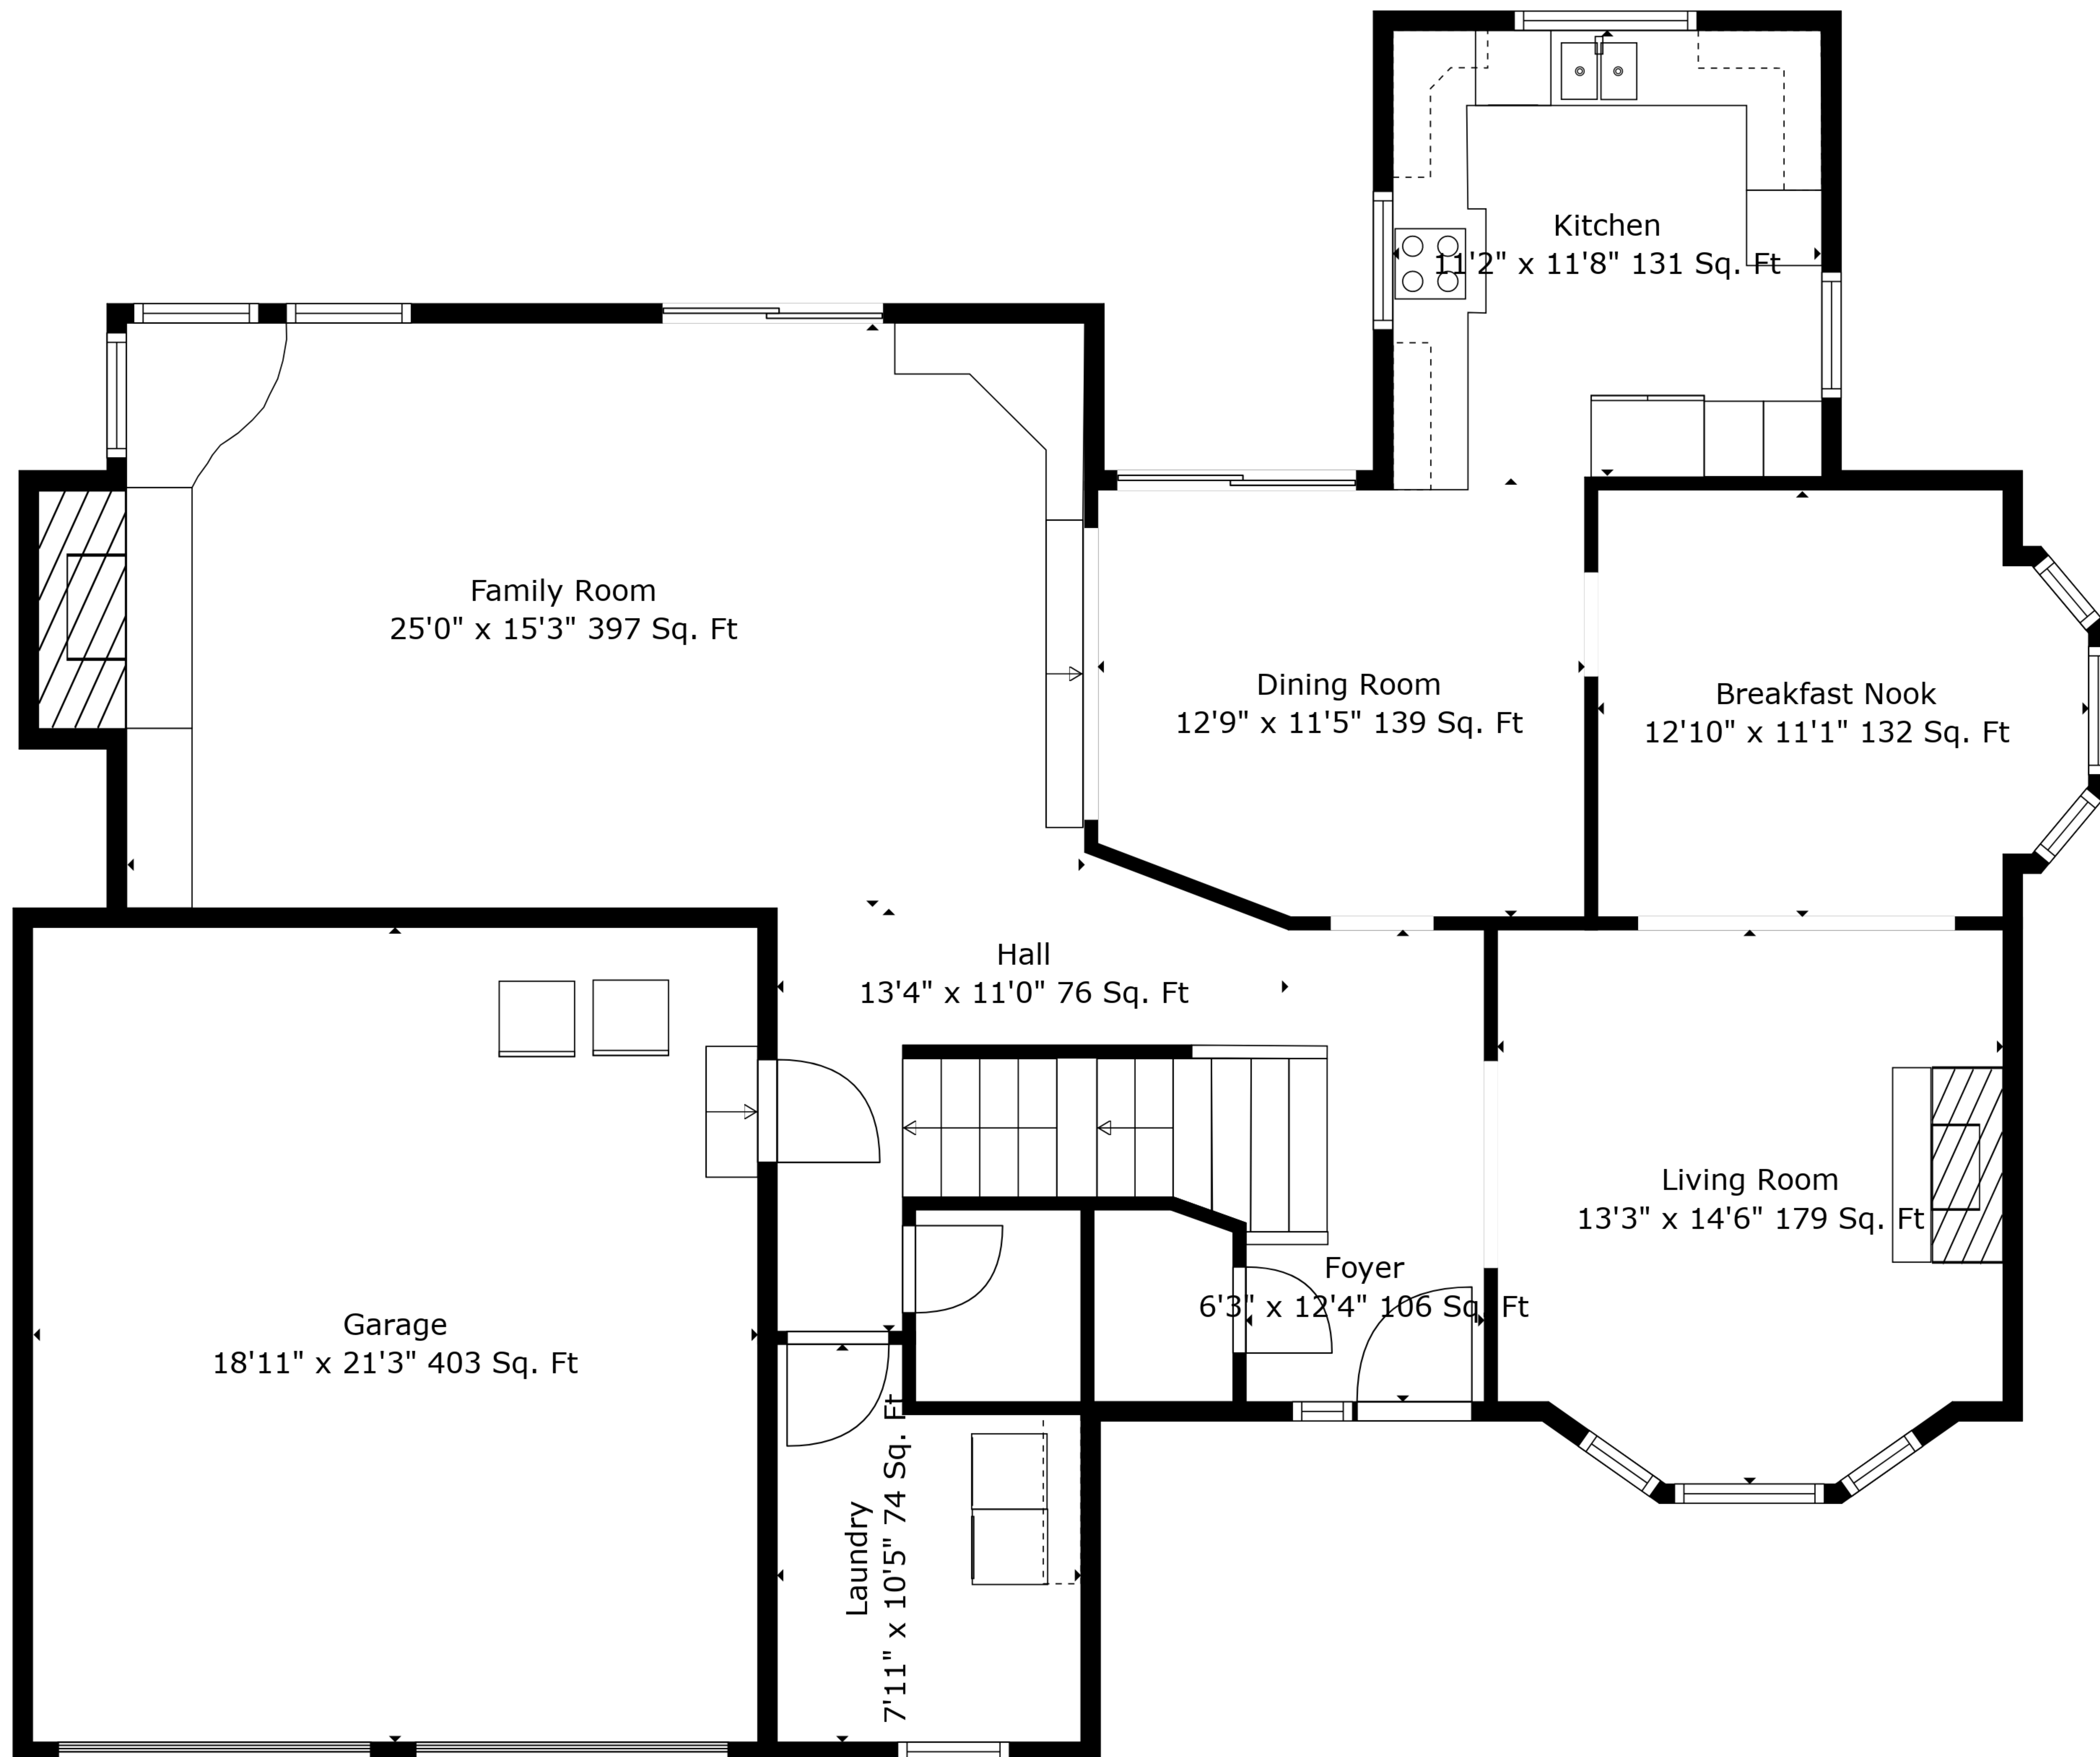 Kitchen
11'2" x 11'8" 131 Sq. Ft
Family Room
25'0" x 15'3" 397 Sq. Ft
Dining Room
12'9" x 11'5" 139 Sq. Ft
Breakfast Nook
12'10" x 11'1" 132 Sq. Ft
Hall
13'4" x 11'0" 76 Sq. Ft
Living Room
13'3" x 14'6" 179 Sq. Ft
Foyer
6'3" x 12'4" 106 Sq. Ft
Garage
18'11" x 21'3" 403 Sq. Ft
Laundry
7'11" x 10'5" 74 Sq. Ft